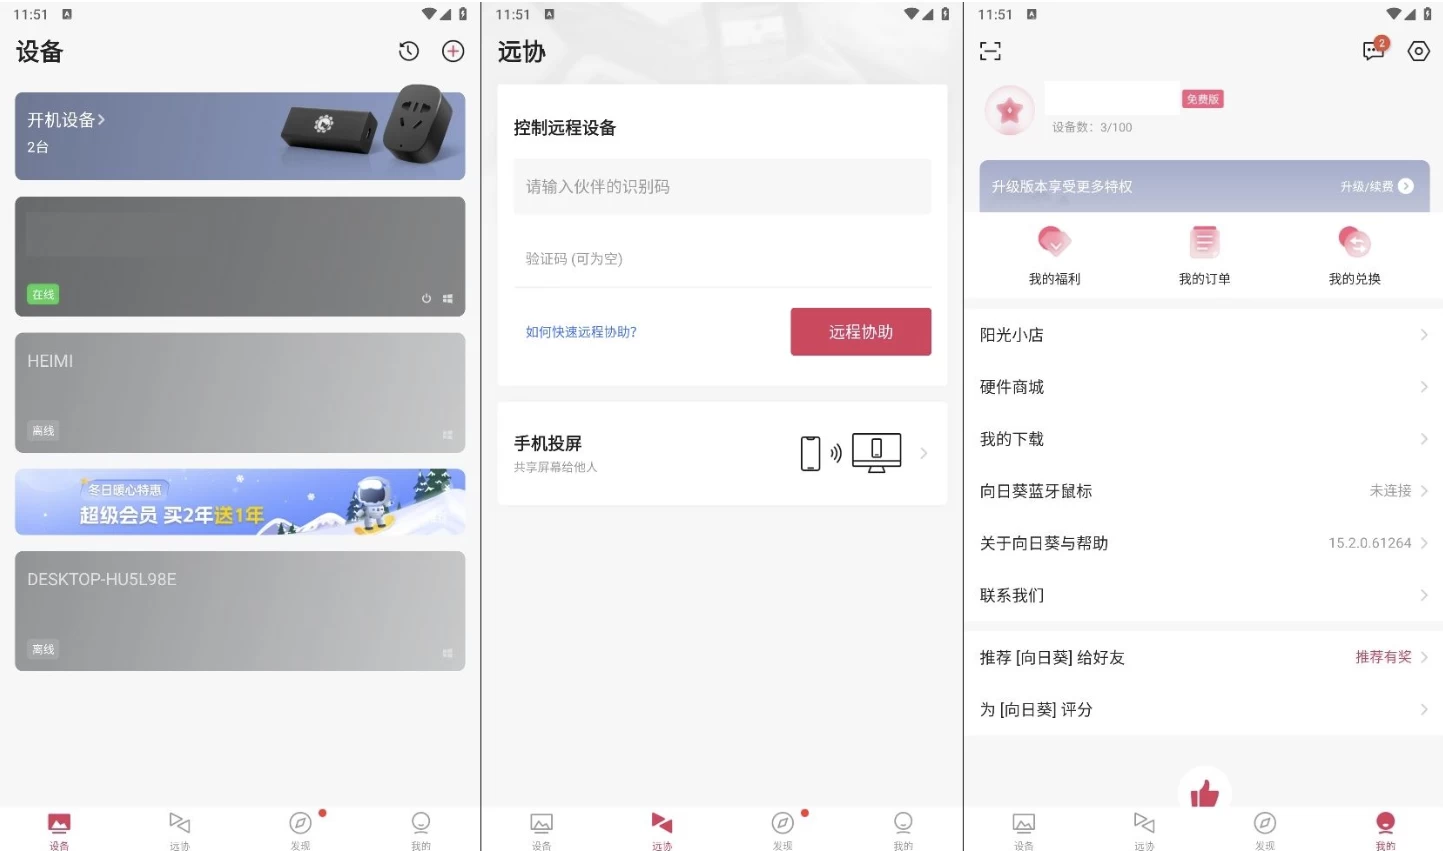 11:51
设备
开机设备
2台
在线
HEIMI
离线
冬日暖心特惠
超级会员 买2年送1年
DESKTOP-HU5L98E
离线
设备
远协
发现
我的
11:51
远协
控制远程设备
请输入伙伴的识别码
验证码 (可为空)
如何快速远程协助?
远程协助
手机投屏
共享屏幕给他人
设备
远协
发现
我的
11:51
2
免费版
设备数：3/100
升级版本享受更多特权
升级/续费
我的福利
我的订单
我的兑换
阳光小店
硬件商城
我的下载
向日葵蓝牙鼠标
未连接
关于向日葵与帮助
15.2.0.61264
联系我们
推荐 [向日葵] 给好友
推荐有奖
为 [向日葵] 评分
设备
远协
发现
我的